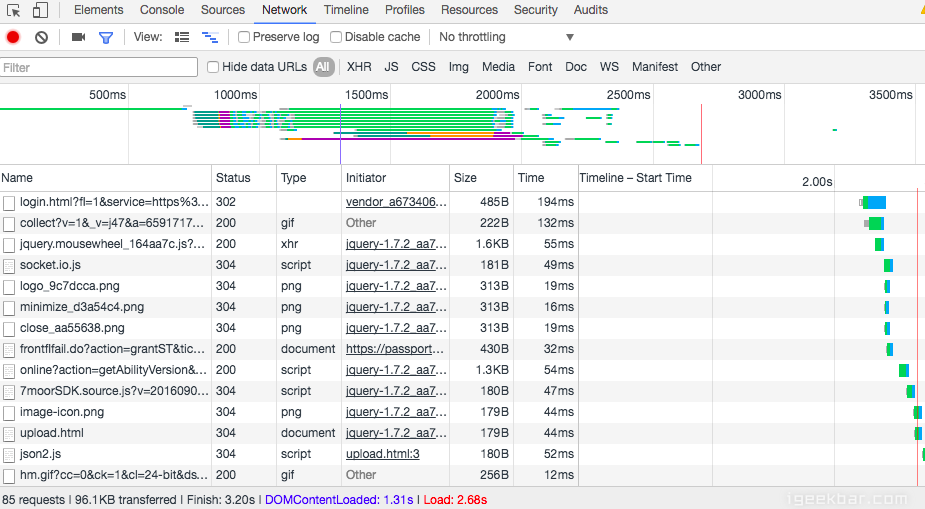 Elements Console Sources Network Timeline Profiles Resources Security Audits
View: Preserve log Disable cache No throttling ▼
Filter Hide data URLs All XHR JS CSS Img Media Font Doc WS Manifest Other
500ms 1000ms 1500ms 2000ms 2500ms 3000ms 3500ms
Name Status Type Initiator Size Time Timeline – Start Time 2.00s
login.html?fl=1&service=https%3... 302 vendor_a673406... 485B 194ms
collect?v=1&_v=j47&a=6591717... 200 gif Other 222B 132ms
jquery.mousewheel_164aa7c.js?... 200 xhr jquery-1.7.2_aa7... 1.6KB 55ms
socket.io.js 304 script jquery-1.7.2_aa7... 181B 49ms
logo_9c7dcca.png 304 png jquery-1.7.2_aa7... 313B 19ms
minimize_d3a54c4.png 304 png jquery-1.7.2_aa7... 313B 16ms
close_aa55638.png 304 png jquery-1.7.2_aa7... 313B 19ms
frontflfail.do?action=grantST&tic... 200 document https://passport... 430B 32ms
online?action=getAbilityVersion&... 200 script jquery-1.7.2_aa7... 1.3KB 54ms
7moorSDK.source.js?v=2016090... 304 script jquery-1.7.2_aa7... 180B 47ms
image-icon.png 304 png jquery-1.7.2_aa7... 179B 44ms
upload.html 304 document jquery-1.7.2_aa7... 179B 44ms
json2.js 304 script upload.html:3 180B 52ms
hm.gif?cc=0&ck=1&cl=24-bit&ds... 200 gif Other 256B 12ms
85 requests | 96.1KB transferred | Finish: 3.20s | DOMContentLoaded: 1.31s | Load: 2.68s
igeekbar.com